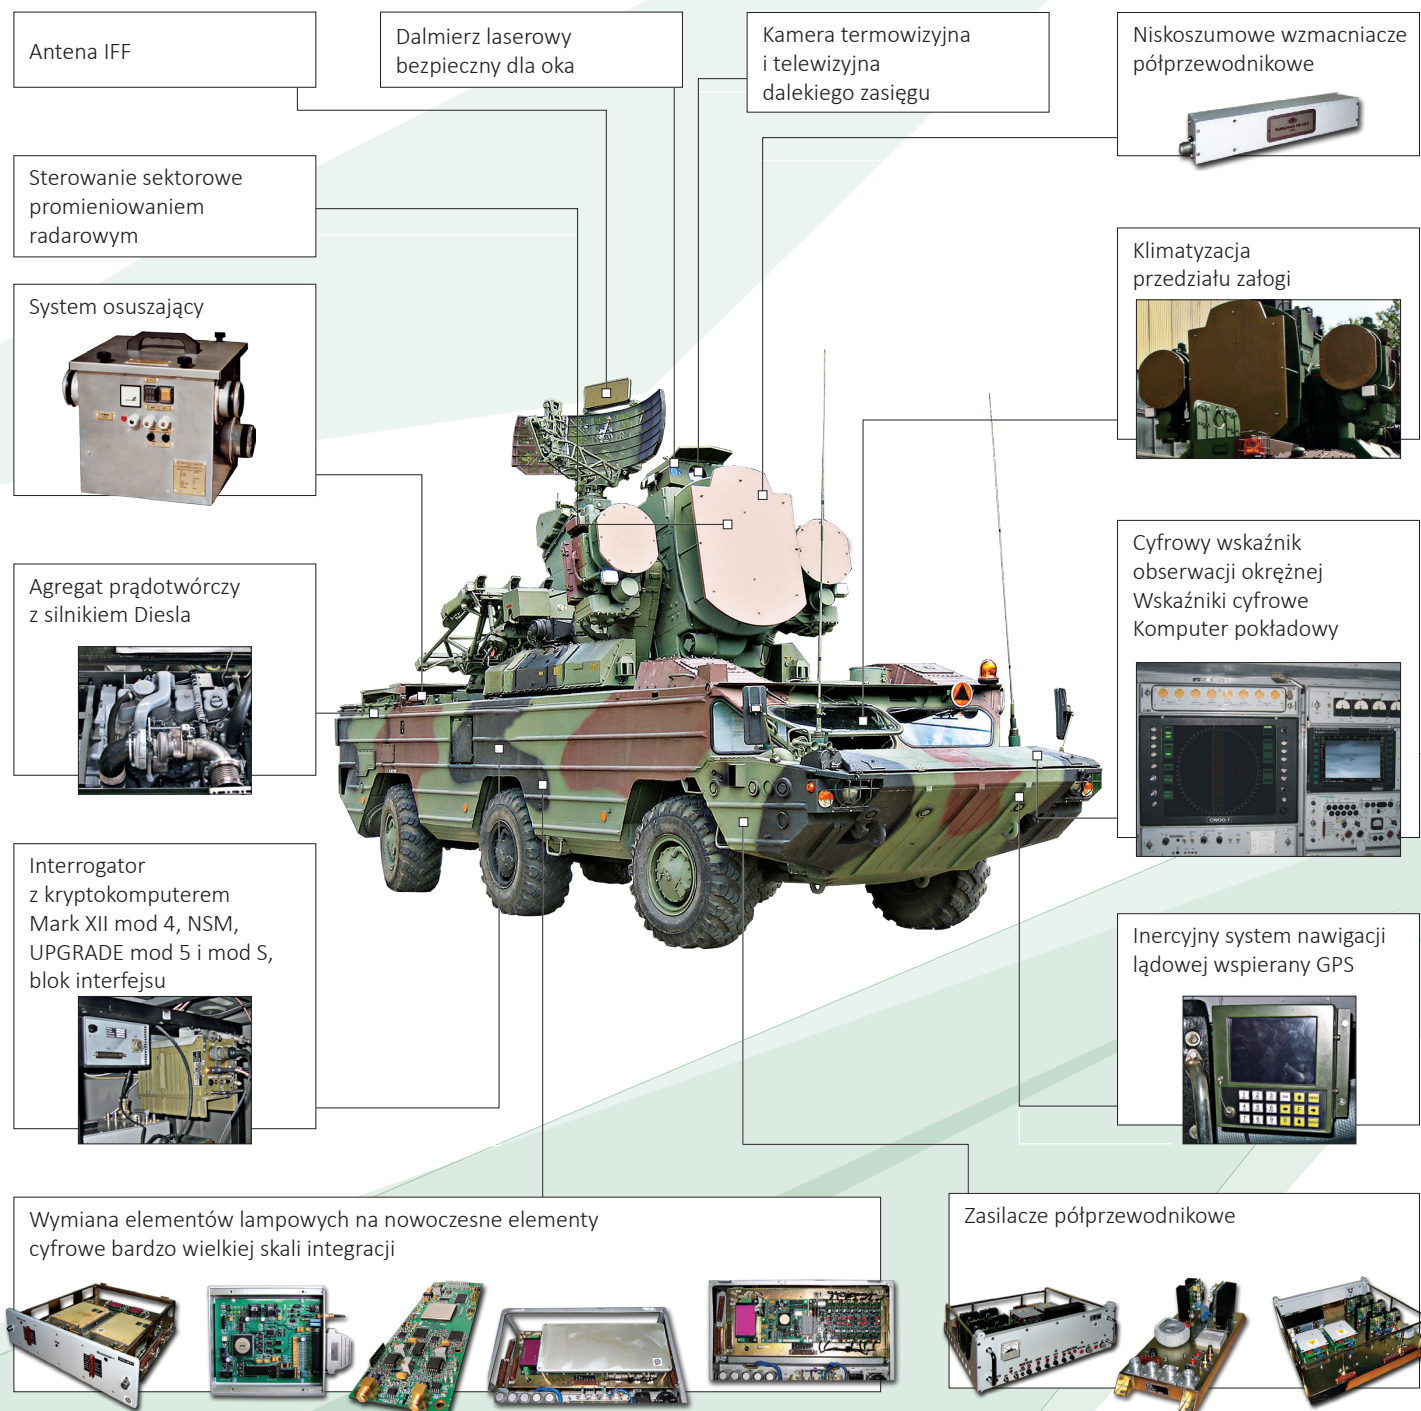 Antena IFF
Dalmierz laserowy
bezpieczny dla oka
Kamera termowizyjna
i telewizyjna
dalekiego zasięgu
Niskoszumowe wzmacniacze
półprzewodnikowe
Sterowanie sektorowe
promieniowaniem
radarowym
Klimatyzacja
przedziału załogi
System osuszający
Cyfrowy wskaźnik
obserwacji okrężnej
Wskaźniki cyfrowe
Komputer pokładowy
Agregat prądotwórczy
z silnikiem Diesla
CWOO-1
Interrogator
z kryptokomputerem
Mark XII mod 4, NSM,
UPGRADE mod 5 i mod S,
blok interfejsu
Inercyjny system nawigacji
lądowej wspierany GPS
Wymiana elementów lampowych na nowoczesne elementy
cyfrowe bardzo wielkiej skali integracji
Zasilacze półprzewodnikowe